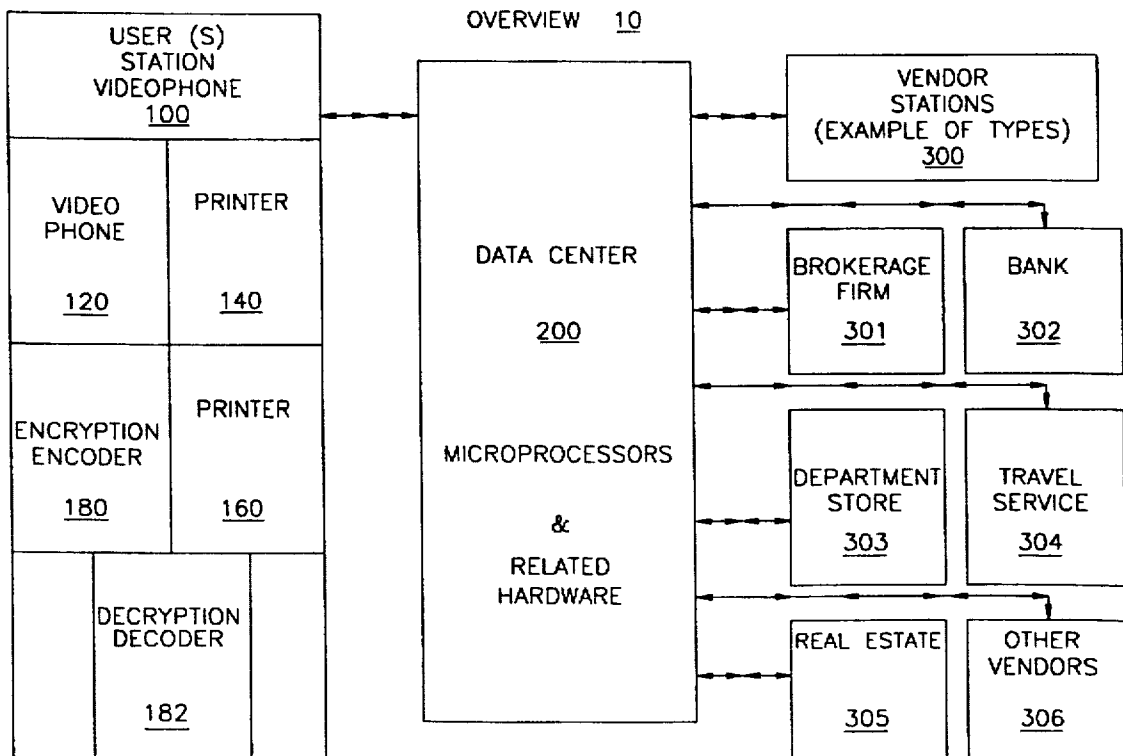 OVERVIEW 10
USER (S)
STATION
VIDEOPHONE
100
VIDEO
PHONE
120
PRINTER
140
ENCRYPTION
ENCODER
180
PRINTER
160
DECRYPTION
DECODER
182
DATA CENTER
200
MICROPROCESSORS
&
RELATED
HARDWARE
VENDOR
STATIONS
(EXAMPLE OF TYPES)
300
BROKERAGE
FIRM
301
BANK
302
DEPARTMENT
STORE
303
TRAVEL
SERVICE
304
REAL ESTATE
305
OTHER
VENDORS
306